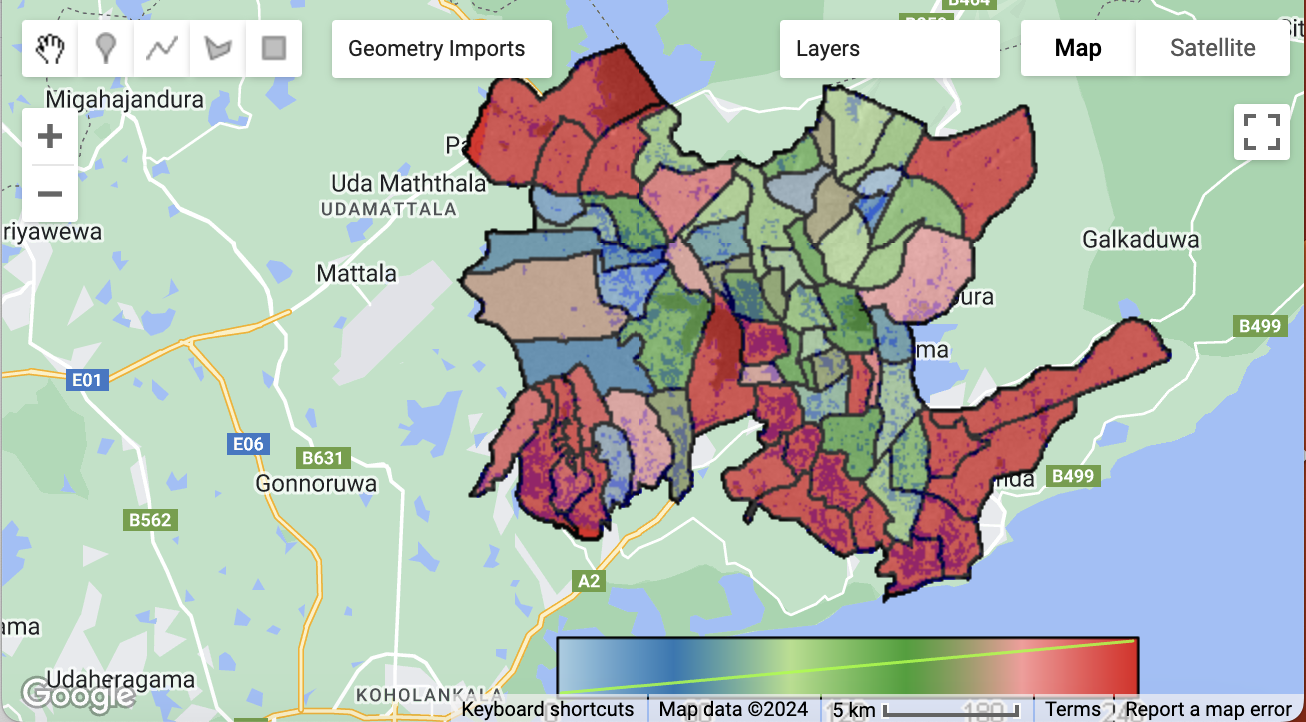 B464
Geometry Imports
Layers
Map
Satellite
Migahajandura
Uda Maththala
UDAMATTALA
riyawewa
Galkaduwa
Mattala
ura
B499
ma
E01
E06
B631
Gonnoruwa
nda
B499
B562
A2
ama
Udaheragama
Google
KOHOLANKALA
180
Keyboard shortcuts
Map data ©2024
5 km
Terms
Report a map error